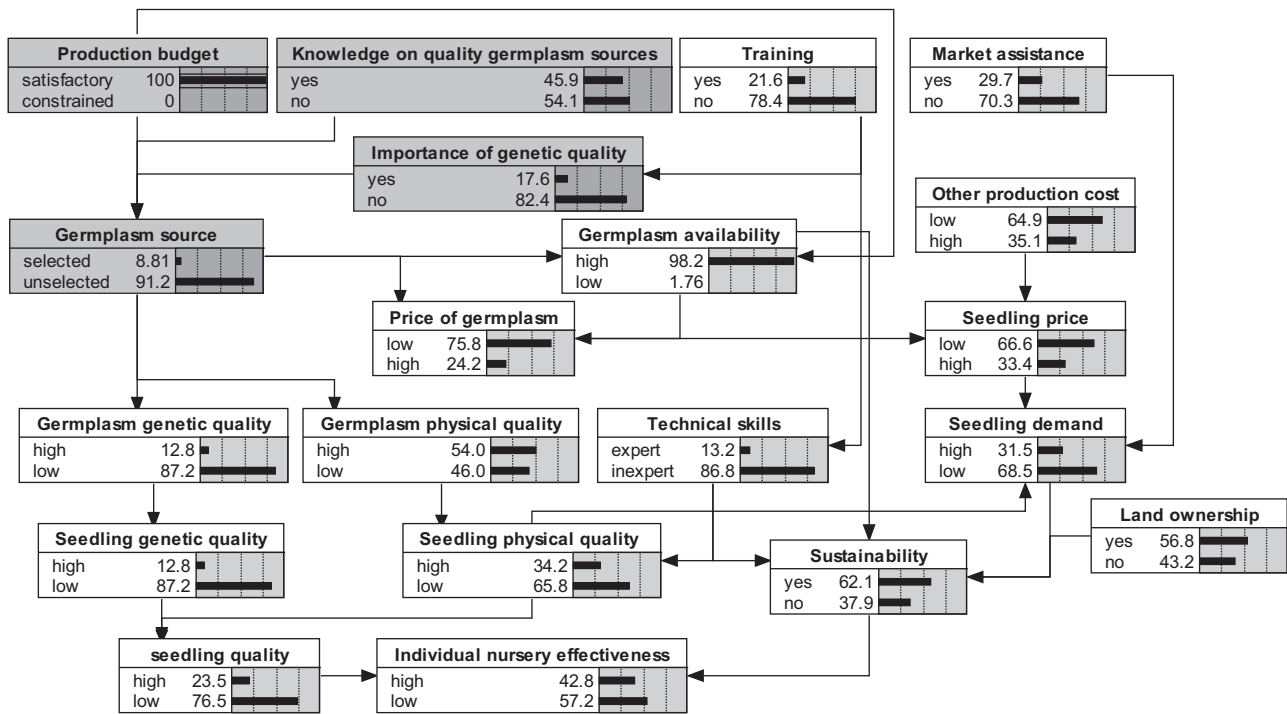 Production budget
satisfactory 100
constrained 0
Knowledge on quality germplasm sources
yes 45.9
no 54.1
Training
yes 21.6
no 78.4
Market assistance
yes 29.7
no 70.3
Importance of genetic quality
yes 17.6
no 82.4
Other production cost
low 64.9
high 35.1
Germplasm source
selected 8.81
unselected 91.2
Germplasm availability
high 98.2
low 1.76
Price of germplasm
low 75.8
high 24.2
Seedling price
low 66.6
high 33.4
Germplasm genetic quality
high 12.8
low 87.2
Germplasm physical quality
high 54.0
low 46.0
Technical skills
expert 13.2
inexpert 86.8
Seedling demand
high 31.5
low 68.5
Land ownership
yes 56.8
no 43.2
Seedling genetic quality
high 12.8
low 87.2
Seedling physical quality
high 34.2
low 65.8
Sustainability
yes 62.1
no 37.9
seedling quality
high 23.5
low 76.5
Individual nursery effectiveness
high 42.8
low 57.2